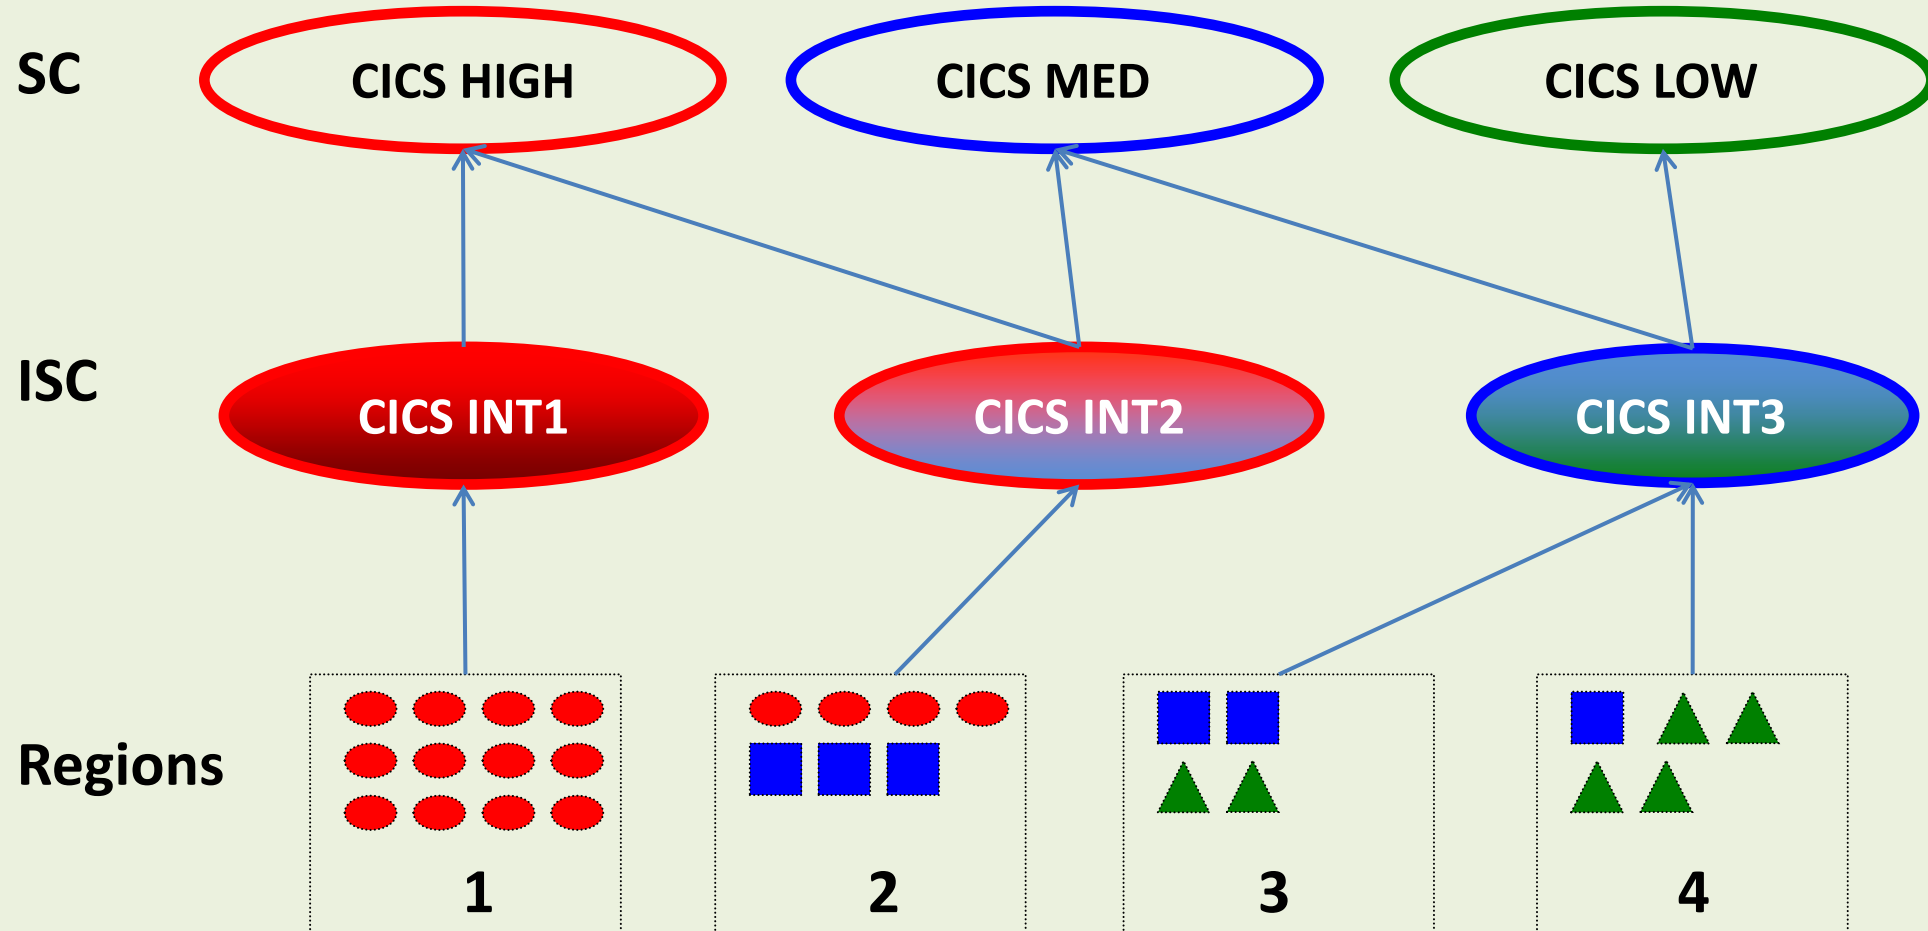 SC
CICS HIGH
CICS MED
CICS LOW
ISC
CICS INT1
CICS INT2
CICS INT3
Regions
1
2
3
4